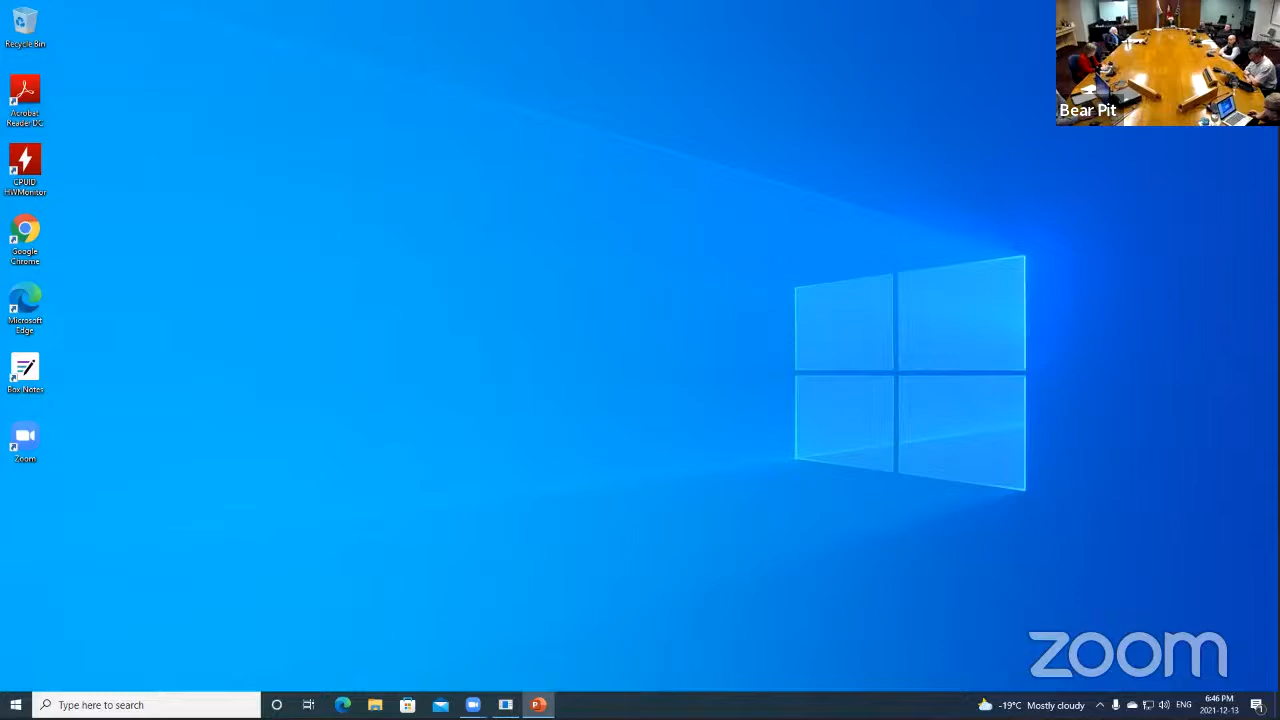 Recycle Bin
Acrobat
Reader DC
CPUID
HWMonitor
Google
Chrome
Microsoft
Edge
Box Notes
Zoom
Bear Pit
zoom
Type here to search
-19°C Mostly cloudy
ENG
6:46 PM
2021-12-13